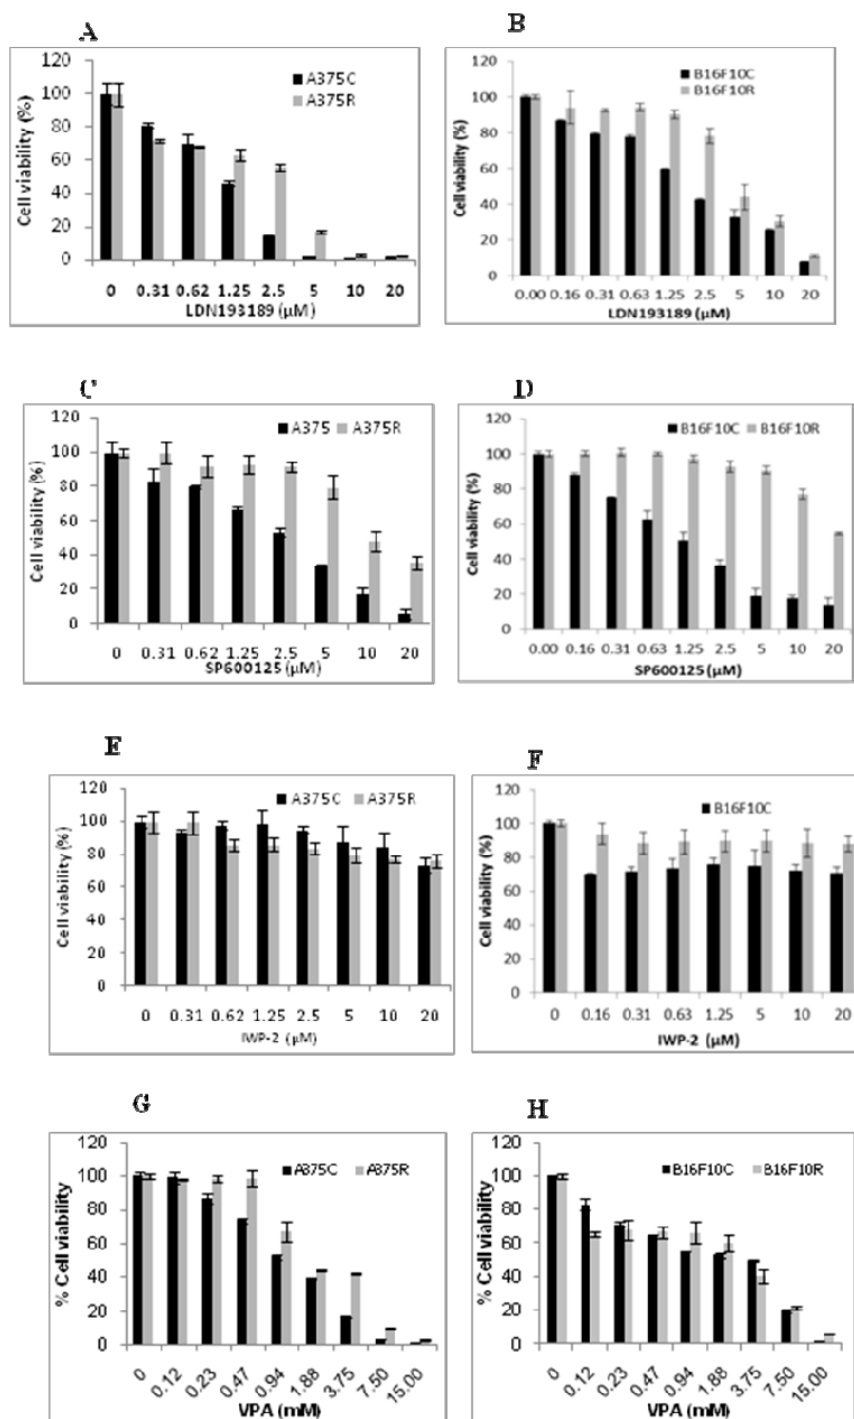 A
Cell viability (%)
120
100
80
60
40
20
0
A375C
A375R
0 0.31 0.62 1.25 2.5 5 10 20
LDN193189 (µM)
B
Cell viability (%)
120
100
80
60
40
20
0
B16F10C
B16F10R
0.00 0.16 0.31 0.63 1.25 2.5 5 10 20
LDN193189 (µM)
C
Cell viability (%)
120
100
80
60
40
20
0
A375 A375R
0 0.31 0.62 1.25 2.5 5 10 20
SP600125 (µM)
D
Cell viability (%)
120
100
80
60
40
20
0
B16F10C B16F10R
0.00 0.16 0.31 0.63 1.25 2.5 5 10 20
SP600125 (µM)
E
Cell viability (%)
120
100
80
60
40
20
0
A375C A375R
0 0.31 0.62 1.25 2.5 5 10 20
IWP-2 (µM)
F
Cell viability (%)
120
100
80
60
40
20
0
B16F10C
0 0.16 0.31 0.63 1.25 5 10 20
IWP-2 (µM)
G
% Cell viability
120
100
80
60
40
20
0
A375C A375R
0 0.12 0.23 0.47 0.94 1.88 3.75 7.50 15.00
VPA (mM)
H
% Cell viability
120
100
80
60
40
20
0
B16F10C B16F10R
0 0.12 0.23 0.47 0.94 1.88 3.75 7.50 15.00
VPA (mM)